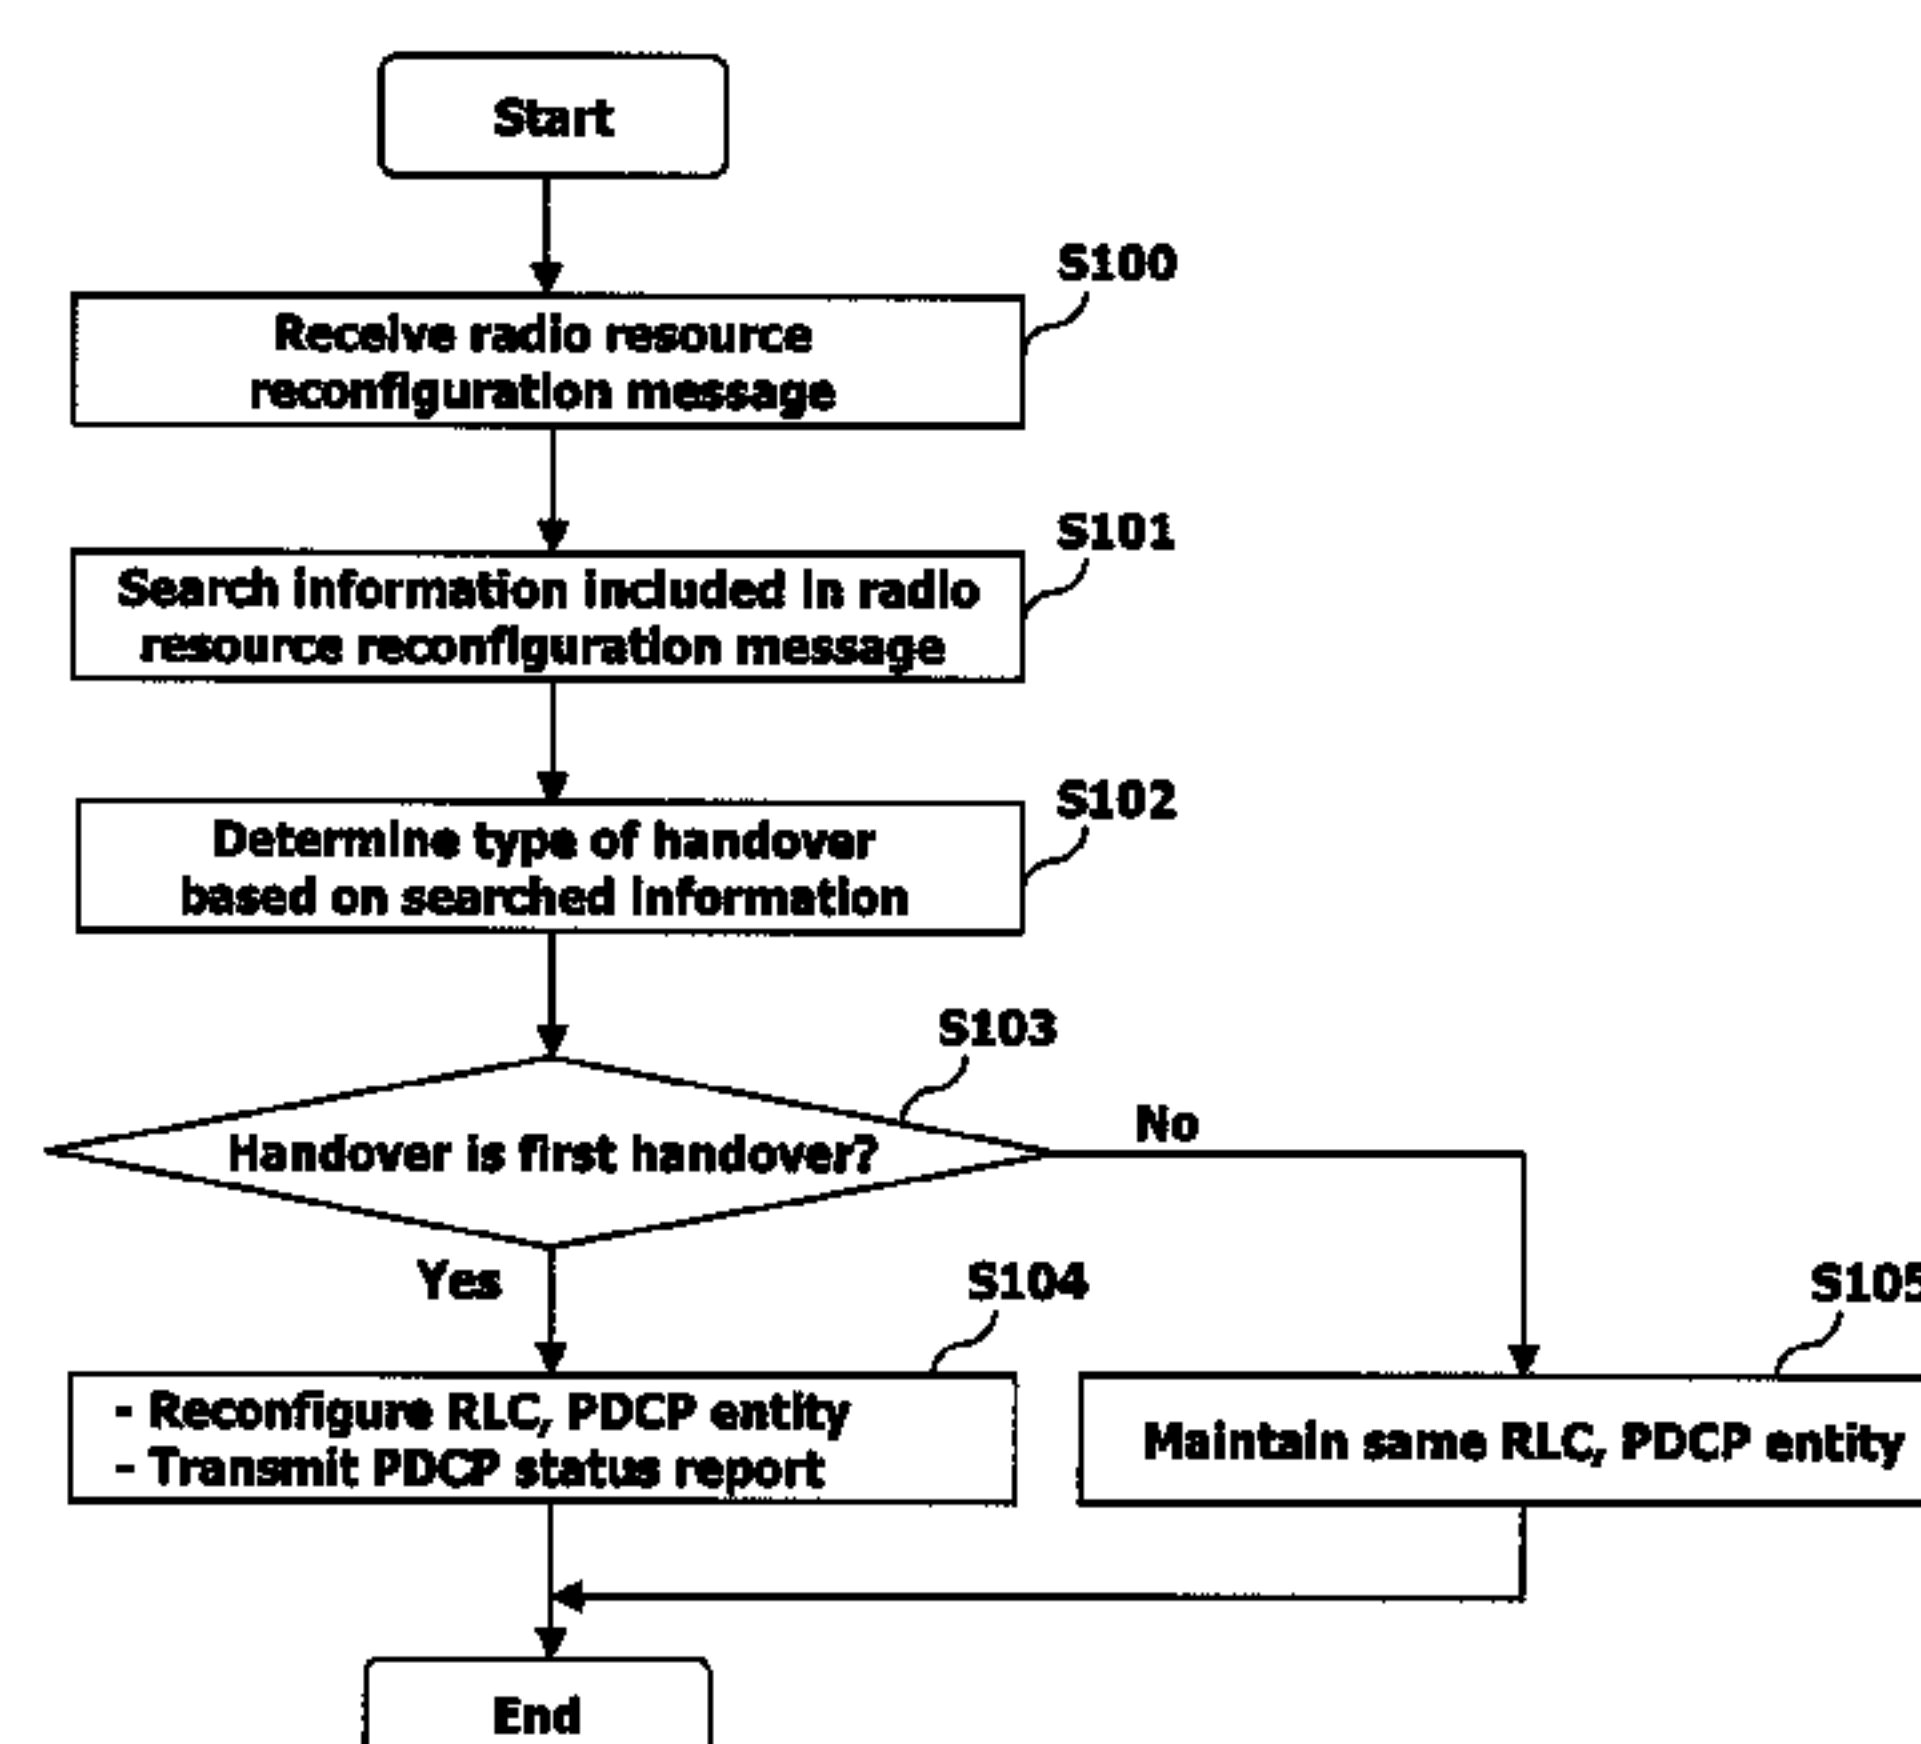 Start
S100
Receive radio resource
reconfiguration message
S101
Search information included in radio
resource reconfiguration message
S102
Determine type of handover
based on searched information
S103
Handover is first handover?
No
Yes
S104
S105
- Reconfigure RLC, PDCP entity
- Transmit PDCP status report
Maintain same RLC, PDCP entity
End